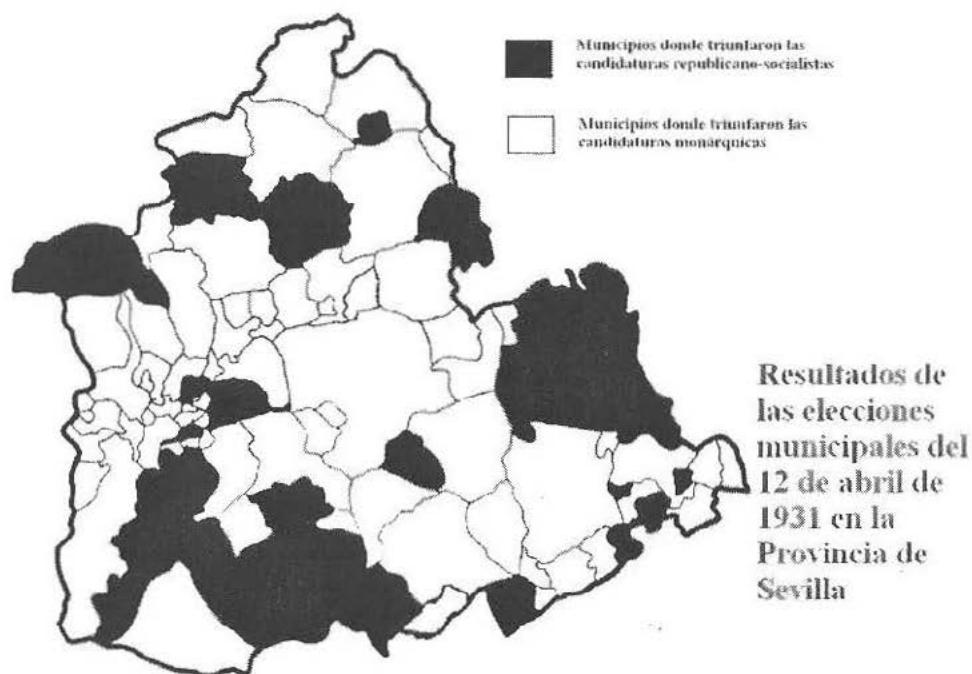 Municipios donde triunfaron las
candidaturas republicano-socialistas
Municipios donde triunfaron las
candidaturas monárquicas
Resultados de
las elecciones
municipales del
12 de abril de
1931 en la
Provincia de
Sevilla